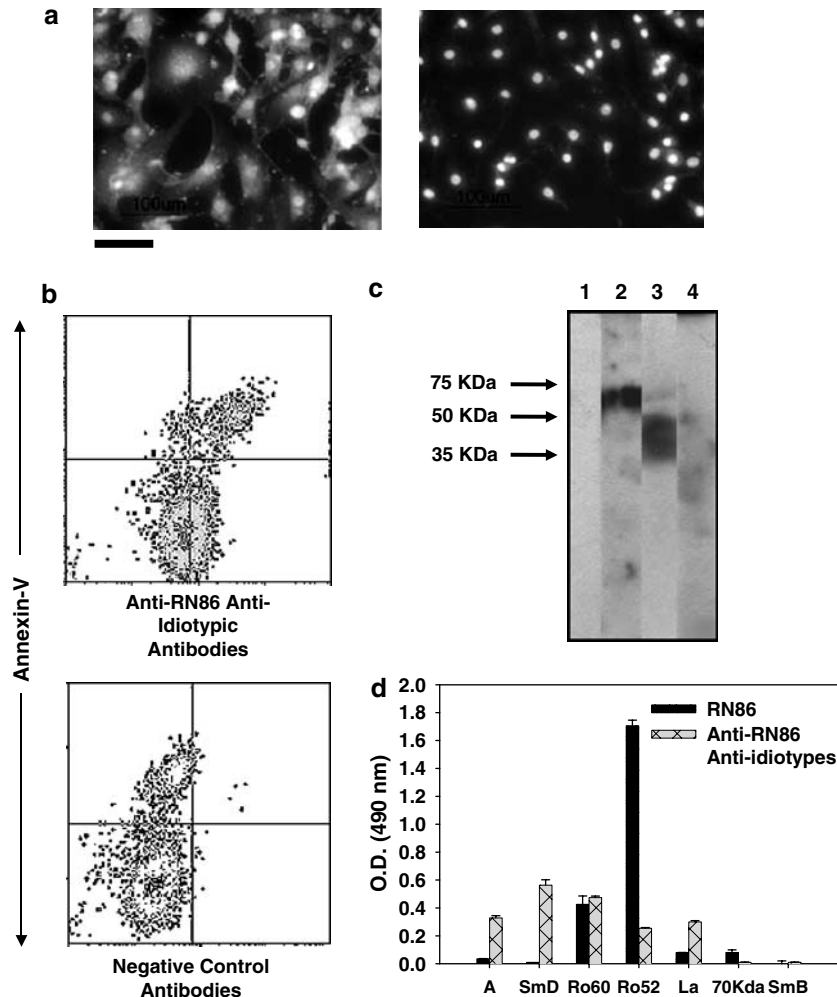 a
100um
100um
b
Annexin-V
Anti-RN86 Anti-
Idiotypic
Antibodies
Negative Control
Antibodies
c
1 2 3 4
75 KDa
50 KDa
35 KDa
d
2.0
1.8
1.6
1.4
1.2
1.0
0.8
0.6
0.4
0.2
0.0
O.D. (490 nm)
RN86
Anti-RN86
Anti-idiotypes
A SmD Ro60 Ro52 La 70Kda SmB